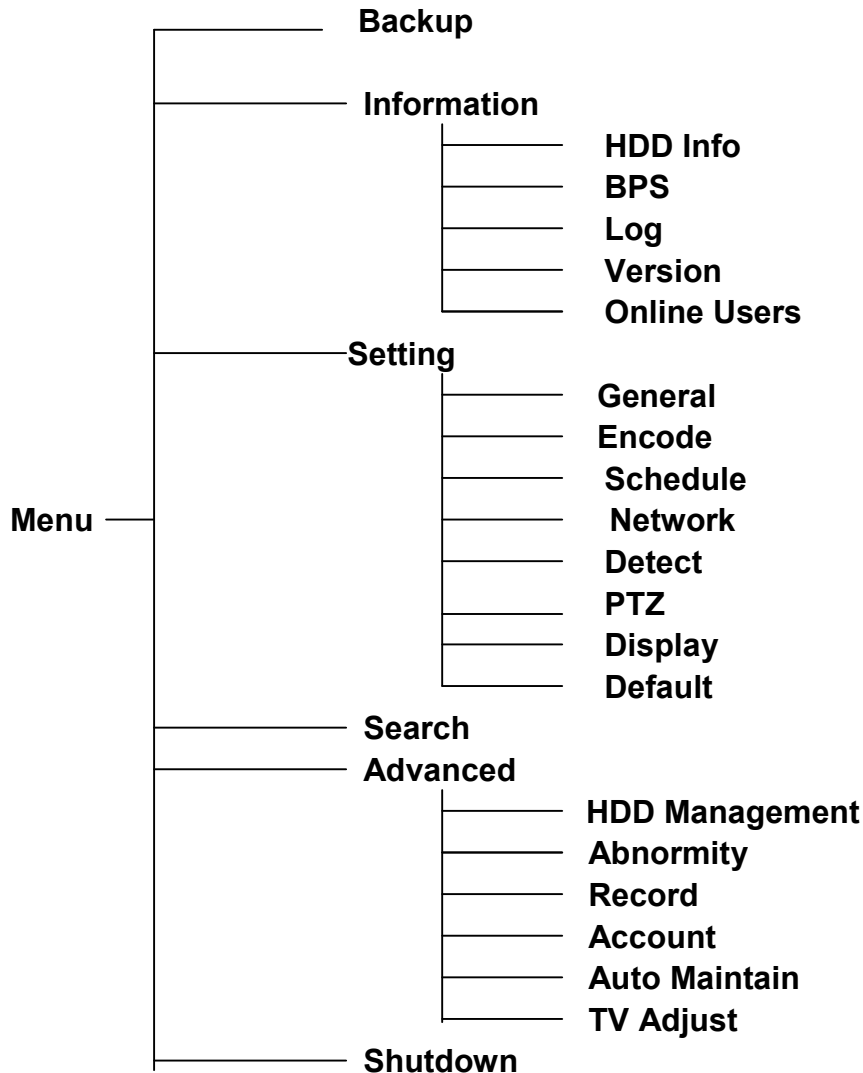 Backup
Information
HDD Info
BPS
Log
Version
Online Users
Setting
General
Encode
Schedule
Menu
Network
Detect
PTZ
Display
Default
Search
Advanced
HDD Management
Abnormity
Record
Account
Auto Maintain
TV Adjust
Shutdown